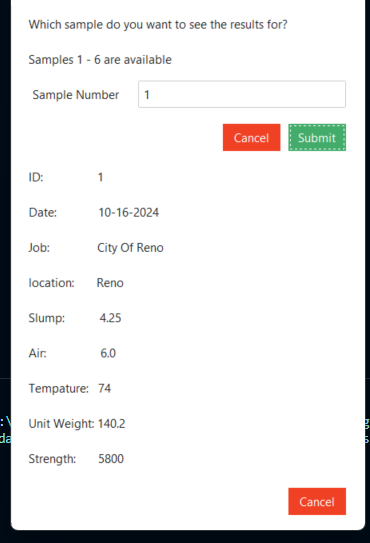 Which sample do you want to see the results for?
Samples 1 - 6 are available
Sample Number 1
Cancel Submit
ID: 1
Date: 10-16-2024
Job: City Of Reno
location: Reno
Slump: 4.25
Air: 6.0
Tempature: 74
Unit Weight: 140.2
Strength: 5800
Cancel